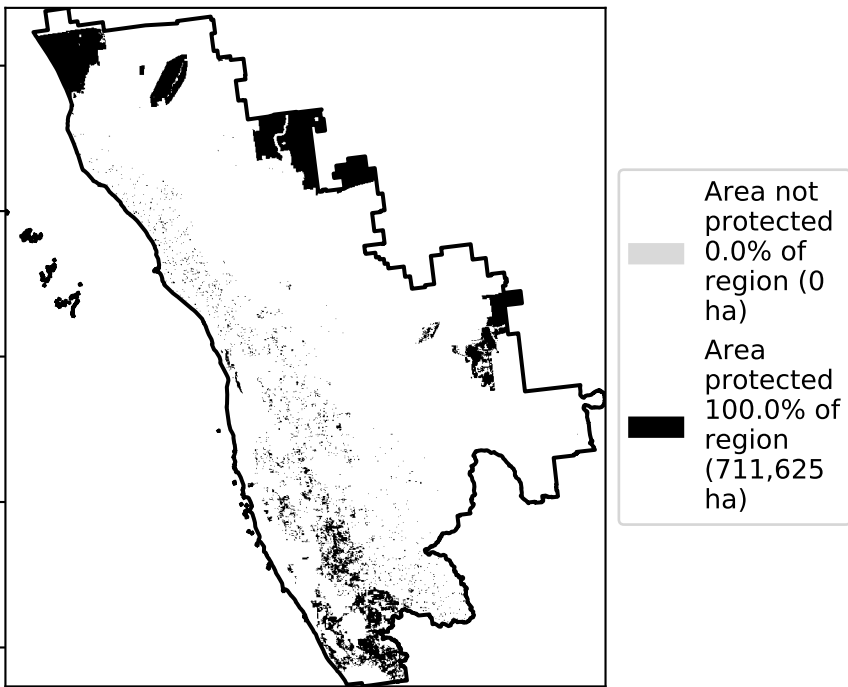 Area not
protected
0.0% of
region (0
ha)
Area
protected
100.0% of
region
(711,625
ha)